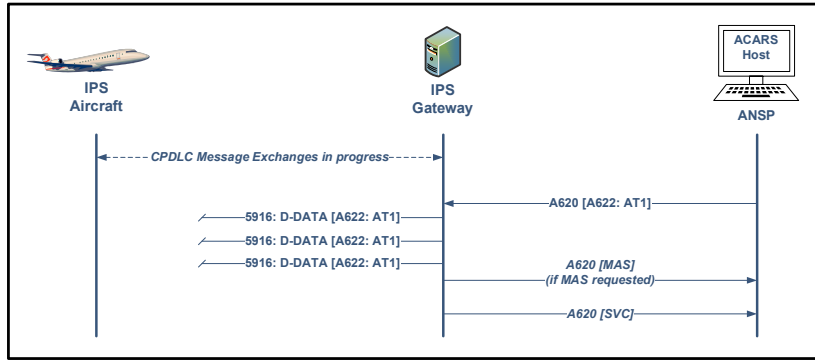 ACARS
Host
IPS
Aircraft
IPS
Gateway
ANSP
CPDLC Message Exchanges in progress
A620 [A622: AT1]
5916: D-DATA [A622: AT1]
5916: D-DATA [A622: AT1]
5916: D-DATA [A622: AT1]
A620 [MAS]
(if MAS requested)
A620 [SVC]